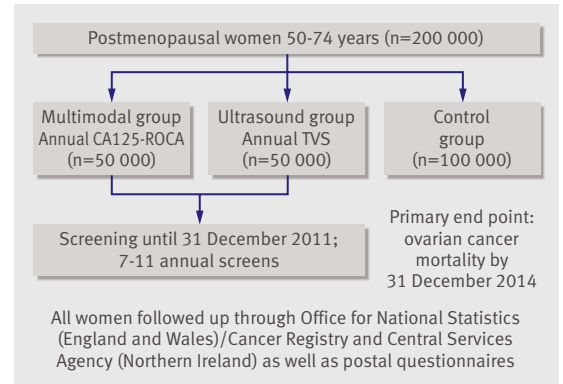 Postmenopausal women 50-74 years (n=200 000)
Multimodal group
Annual CA125-ROCA
(n=50 000)
Ultrasound group
Annual TVS
(n=50 000)
Control
group
(n=100 000)
Screening until 31 December 2011;
7-11 annual screens
Primary end point:
ovarian cancer
mortality by
31 December 2014
All women followed up through Office for National Statistics
(England and Wales)/Cancer Registry and Central Services
Agency (Northern Ireland) as well as postal questionnaires